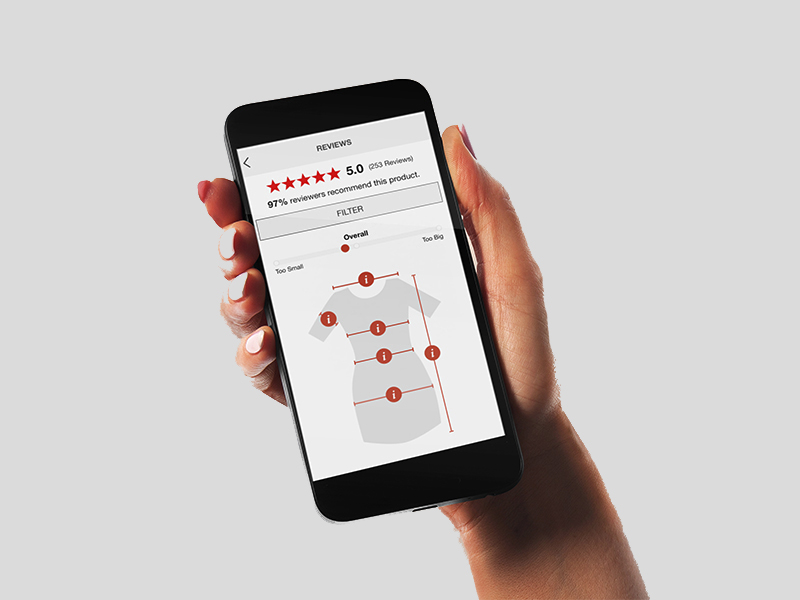 REVIEWS
5.0 (253 Reviews)
97% reviewers recommend this product.
FILTER
Overall
Too Small Too Big
i
i
i
i
i
i